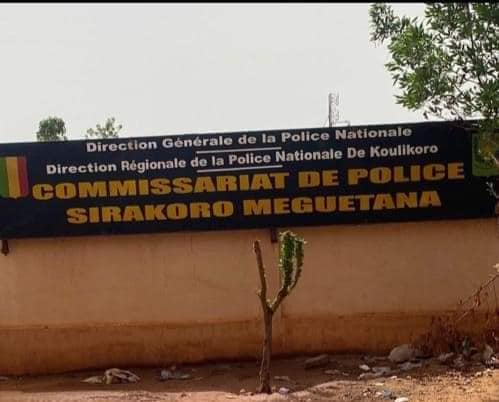 Direction Générale de la Police Nationale
Direction Régionale de la Police Nationale De Koulikoro
COMMISSARIAT DE POLICE
SIRAKORO MEGUETANA